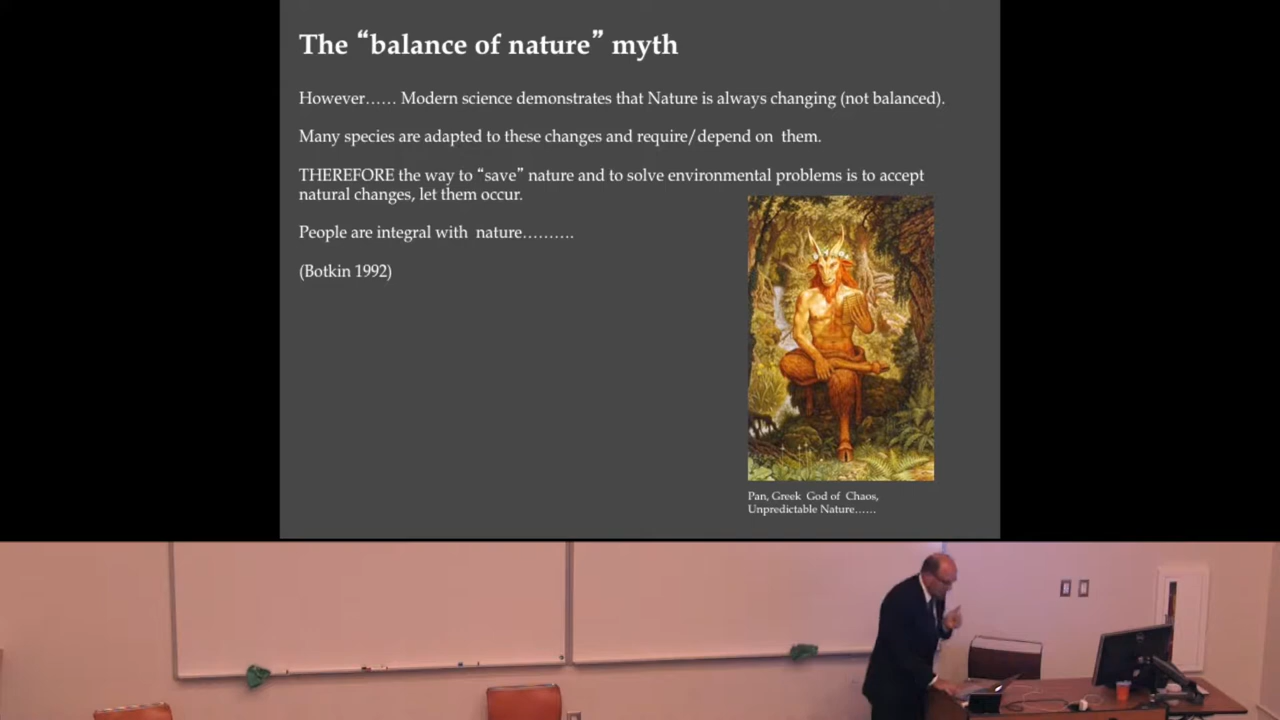 The “balance of nature” myth
However…… Modern science demonstrates that Nature is always changing (not balanced).
Many species are adapted to these changes and require/depend on  them.
THEREFORE the way to “save” nature and to solve environmental problems is to accept
natural changes, let them occur.
People are integral with  nature……….
(Botkin 1992)
Pan, Greek  God of  Chaos,
Unpredictable Nature……